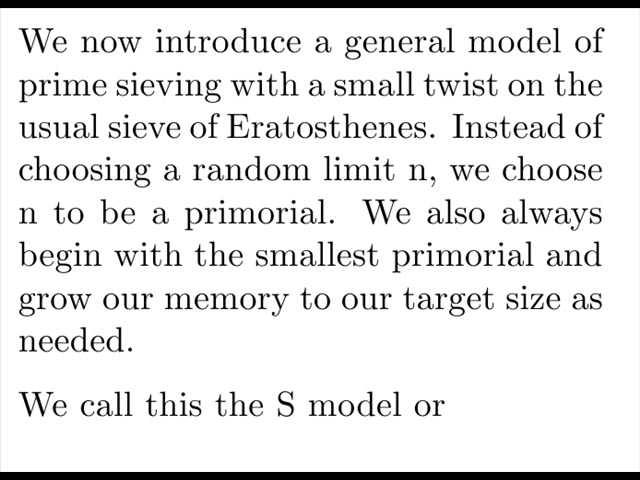 We now introduce a general model of
prime sieving with a small twist on the
usual sieve of Eratosthenes. Instead of
choosing a random limit n, we choose
n to be a primorial. We also always
begin with the smallest primorial and
grow our memory to our target size as
needed.
We call this the S model or